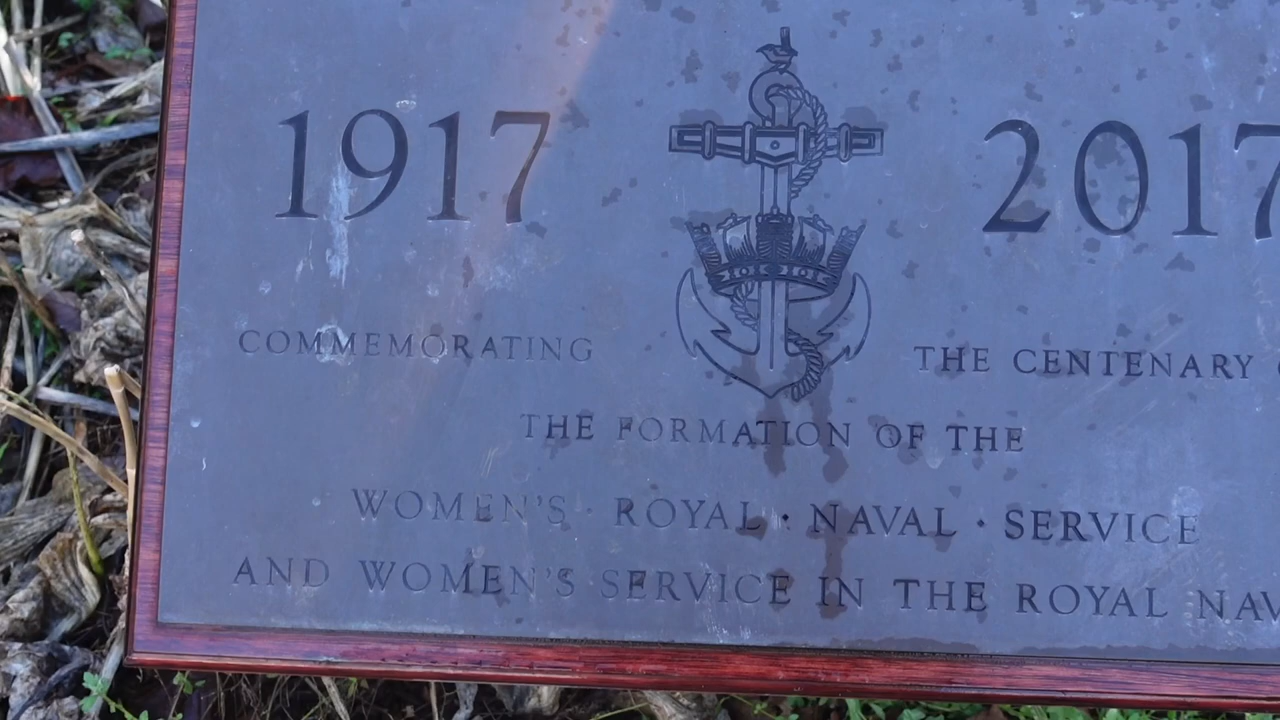 1917 2017
COMMEMORATING THE CENTENARY
THE FORMATION OF THE
WOMEN'S · ROYAL · NAVAL · SERVICE
AND WOMEN'S SERVICE IN THE ROYAL